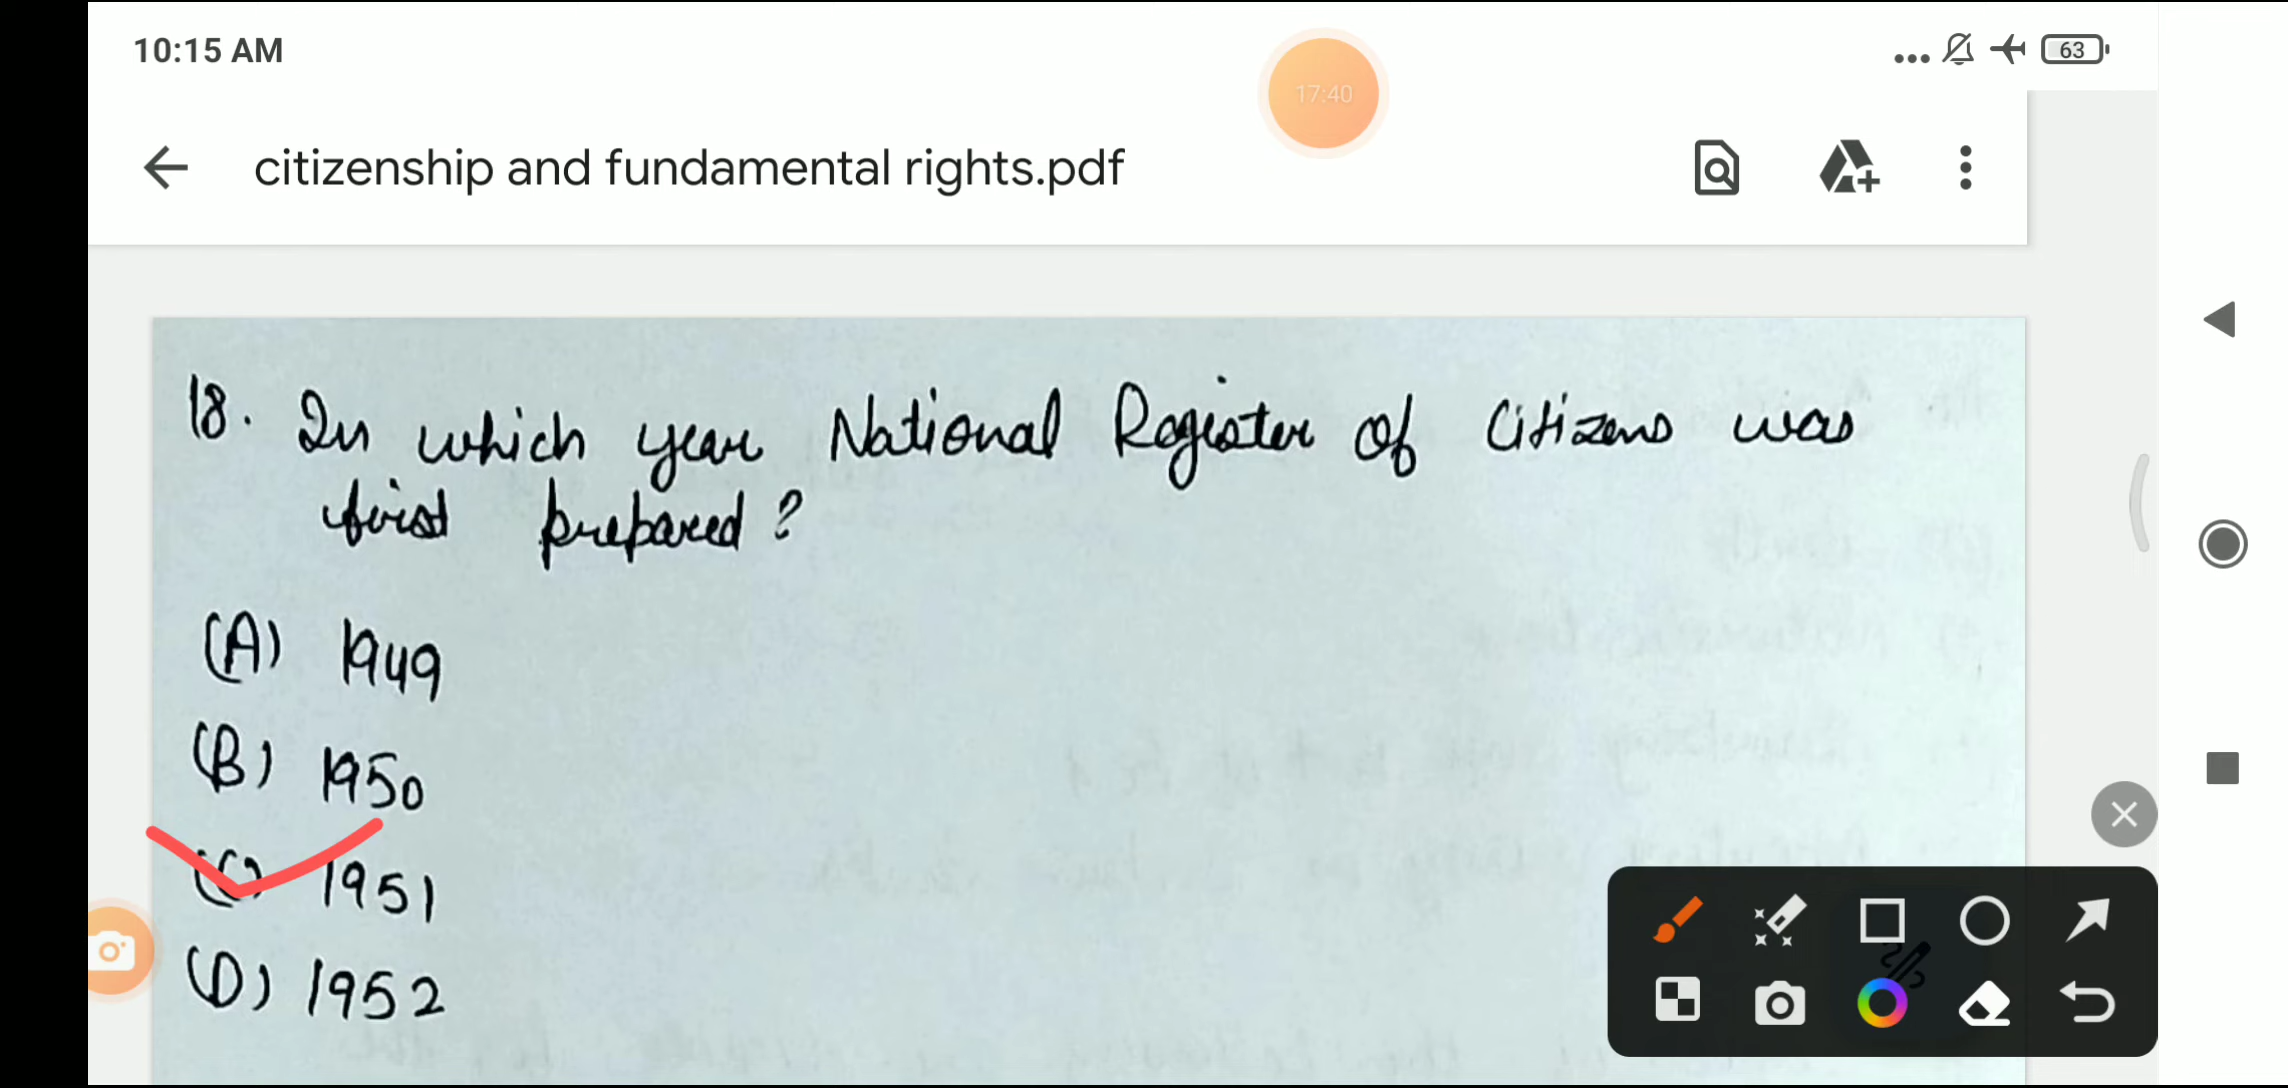 10:15 AM
17:40
63
citizenship and fundamental rights.pdf
18. In which year National Register of Citizens was
first prepared?
(A) 1949
(B) 1950
(C) 1951
(D) 1952